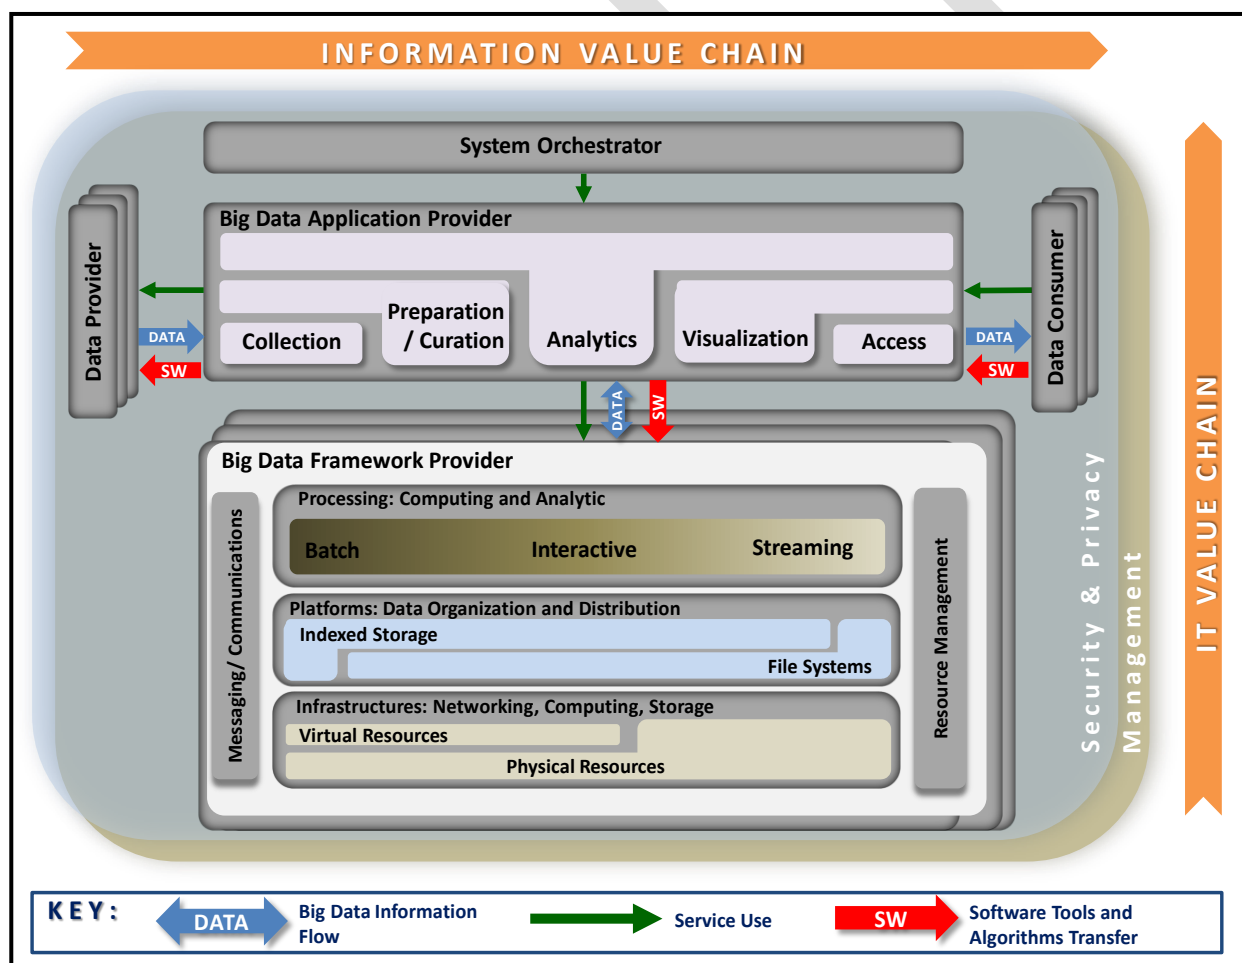 INFORMATION VALUE CHAIN
System Orchestrator
Big Data Application Provider
Collection
Preparation
/ Curation
Analytics
Visualization
Access
Data Provider
DATA
SW
Data Consumer
DATA
SW
DATA
SW
Big Data Framework Provider
Messaging/ Communications
Processing: Computing and Analytic
Batch
Interactive
Streaming
Platforms: Data Organization and Distribution
Indexed Storage
File Systems
Infrastructures: Networking, Computing, Storage
Virtual Resources
Physical Resources
Resource Management
Security & Privacy
Management
IT VALUE CHAIN
KEY:
DATA
Big Data Information
Flow
Service Use
SW
Software Tools and
Algorithms Transfer